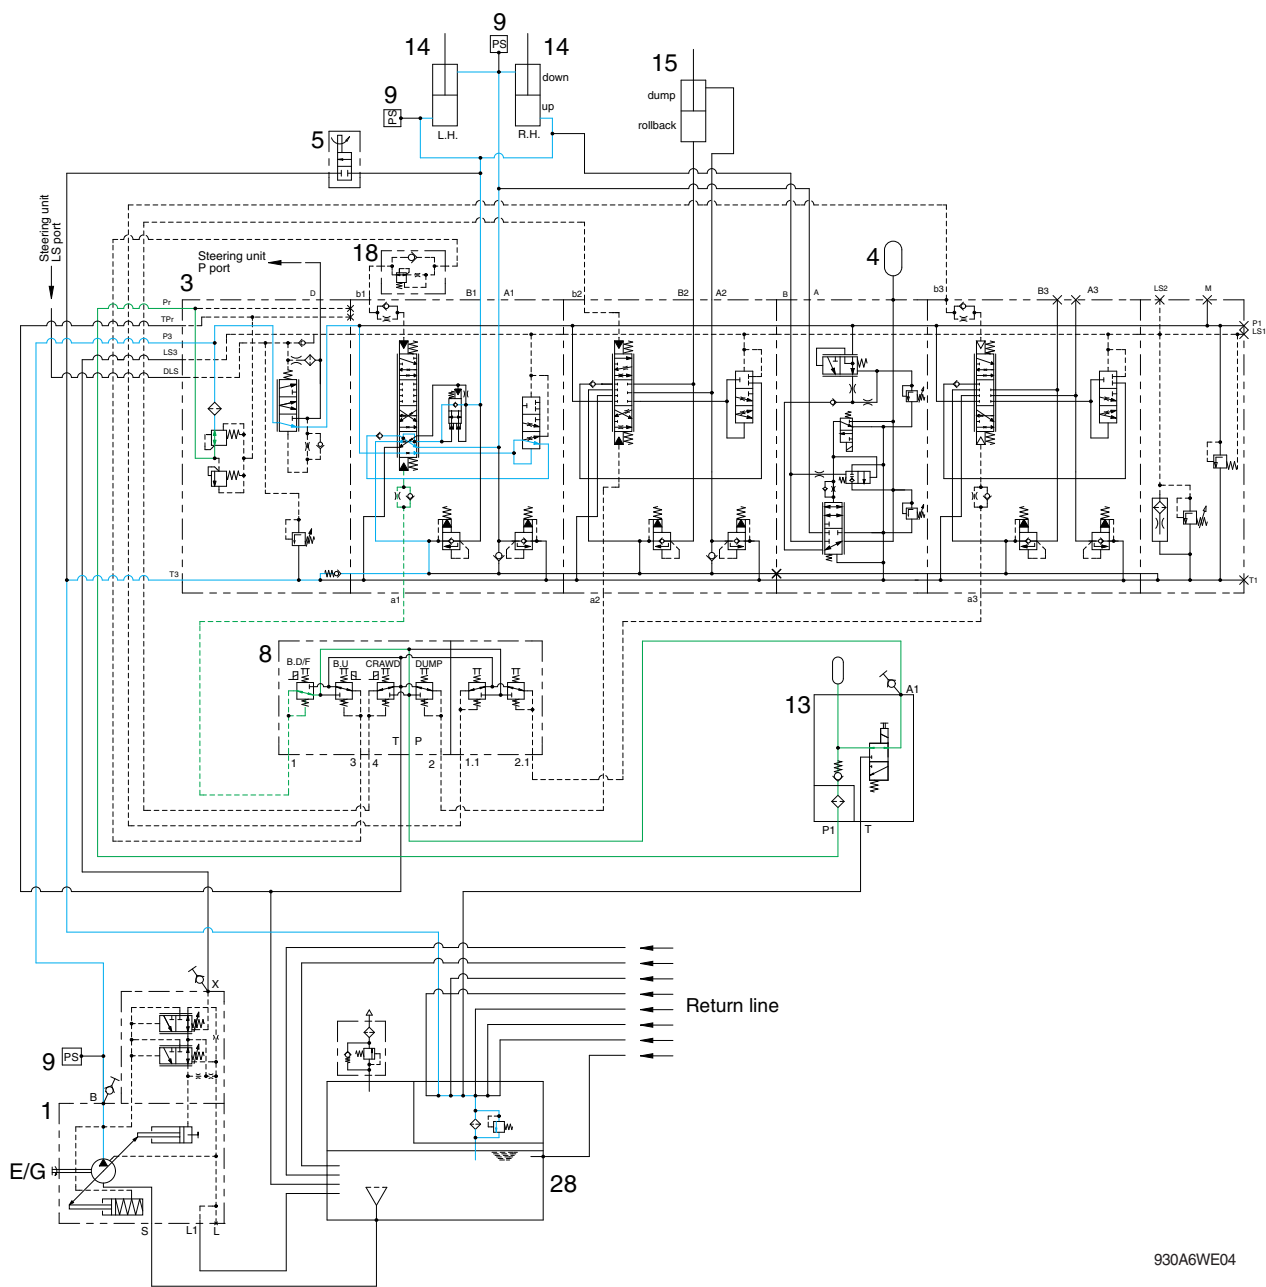 9
PS
14
14
15
down
dump
9
PS
up
rollback
5
L.H.
R.H.
Steering unit
LS port
Steering unit
P port
18
4
3
D
b1
B1
A1
b2
B2
A2
B
A
b3
B3
A3
LS2
M
Pr
TPr
P3
LS3
DLS
P1
LS1
T3
T1
a1
a2
a3
8
B.D/F
B.U
CRAWD
DUMP
T
P
1
3
4
2
1.1
2.1
13
A1
P1
T
X
Return line
9
PS
B
1
E/G
28
S
L1
L
930A6WE04